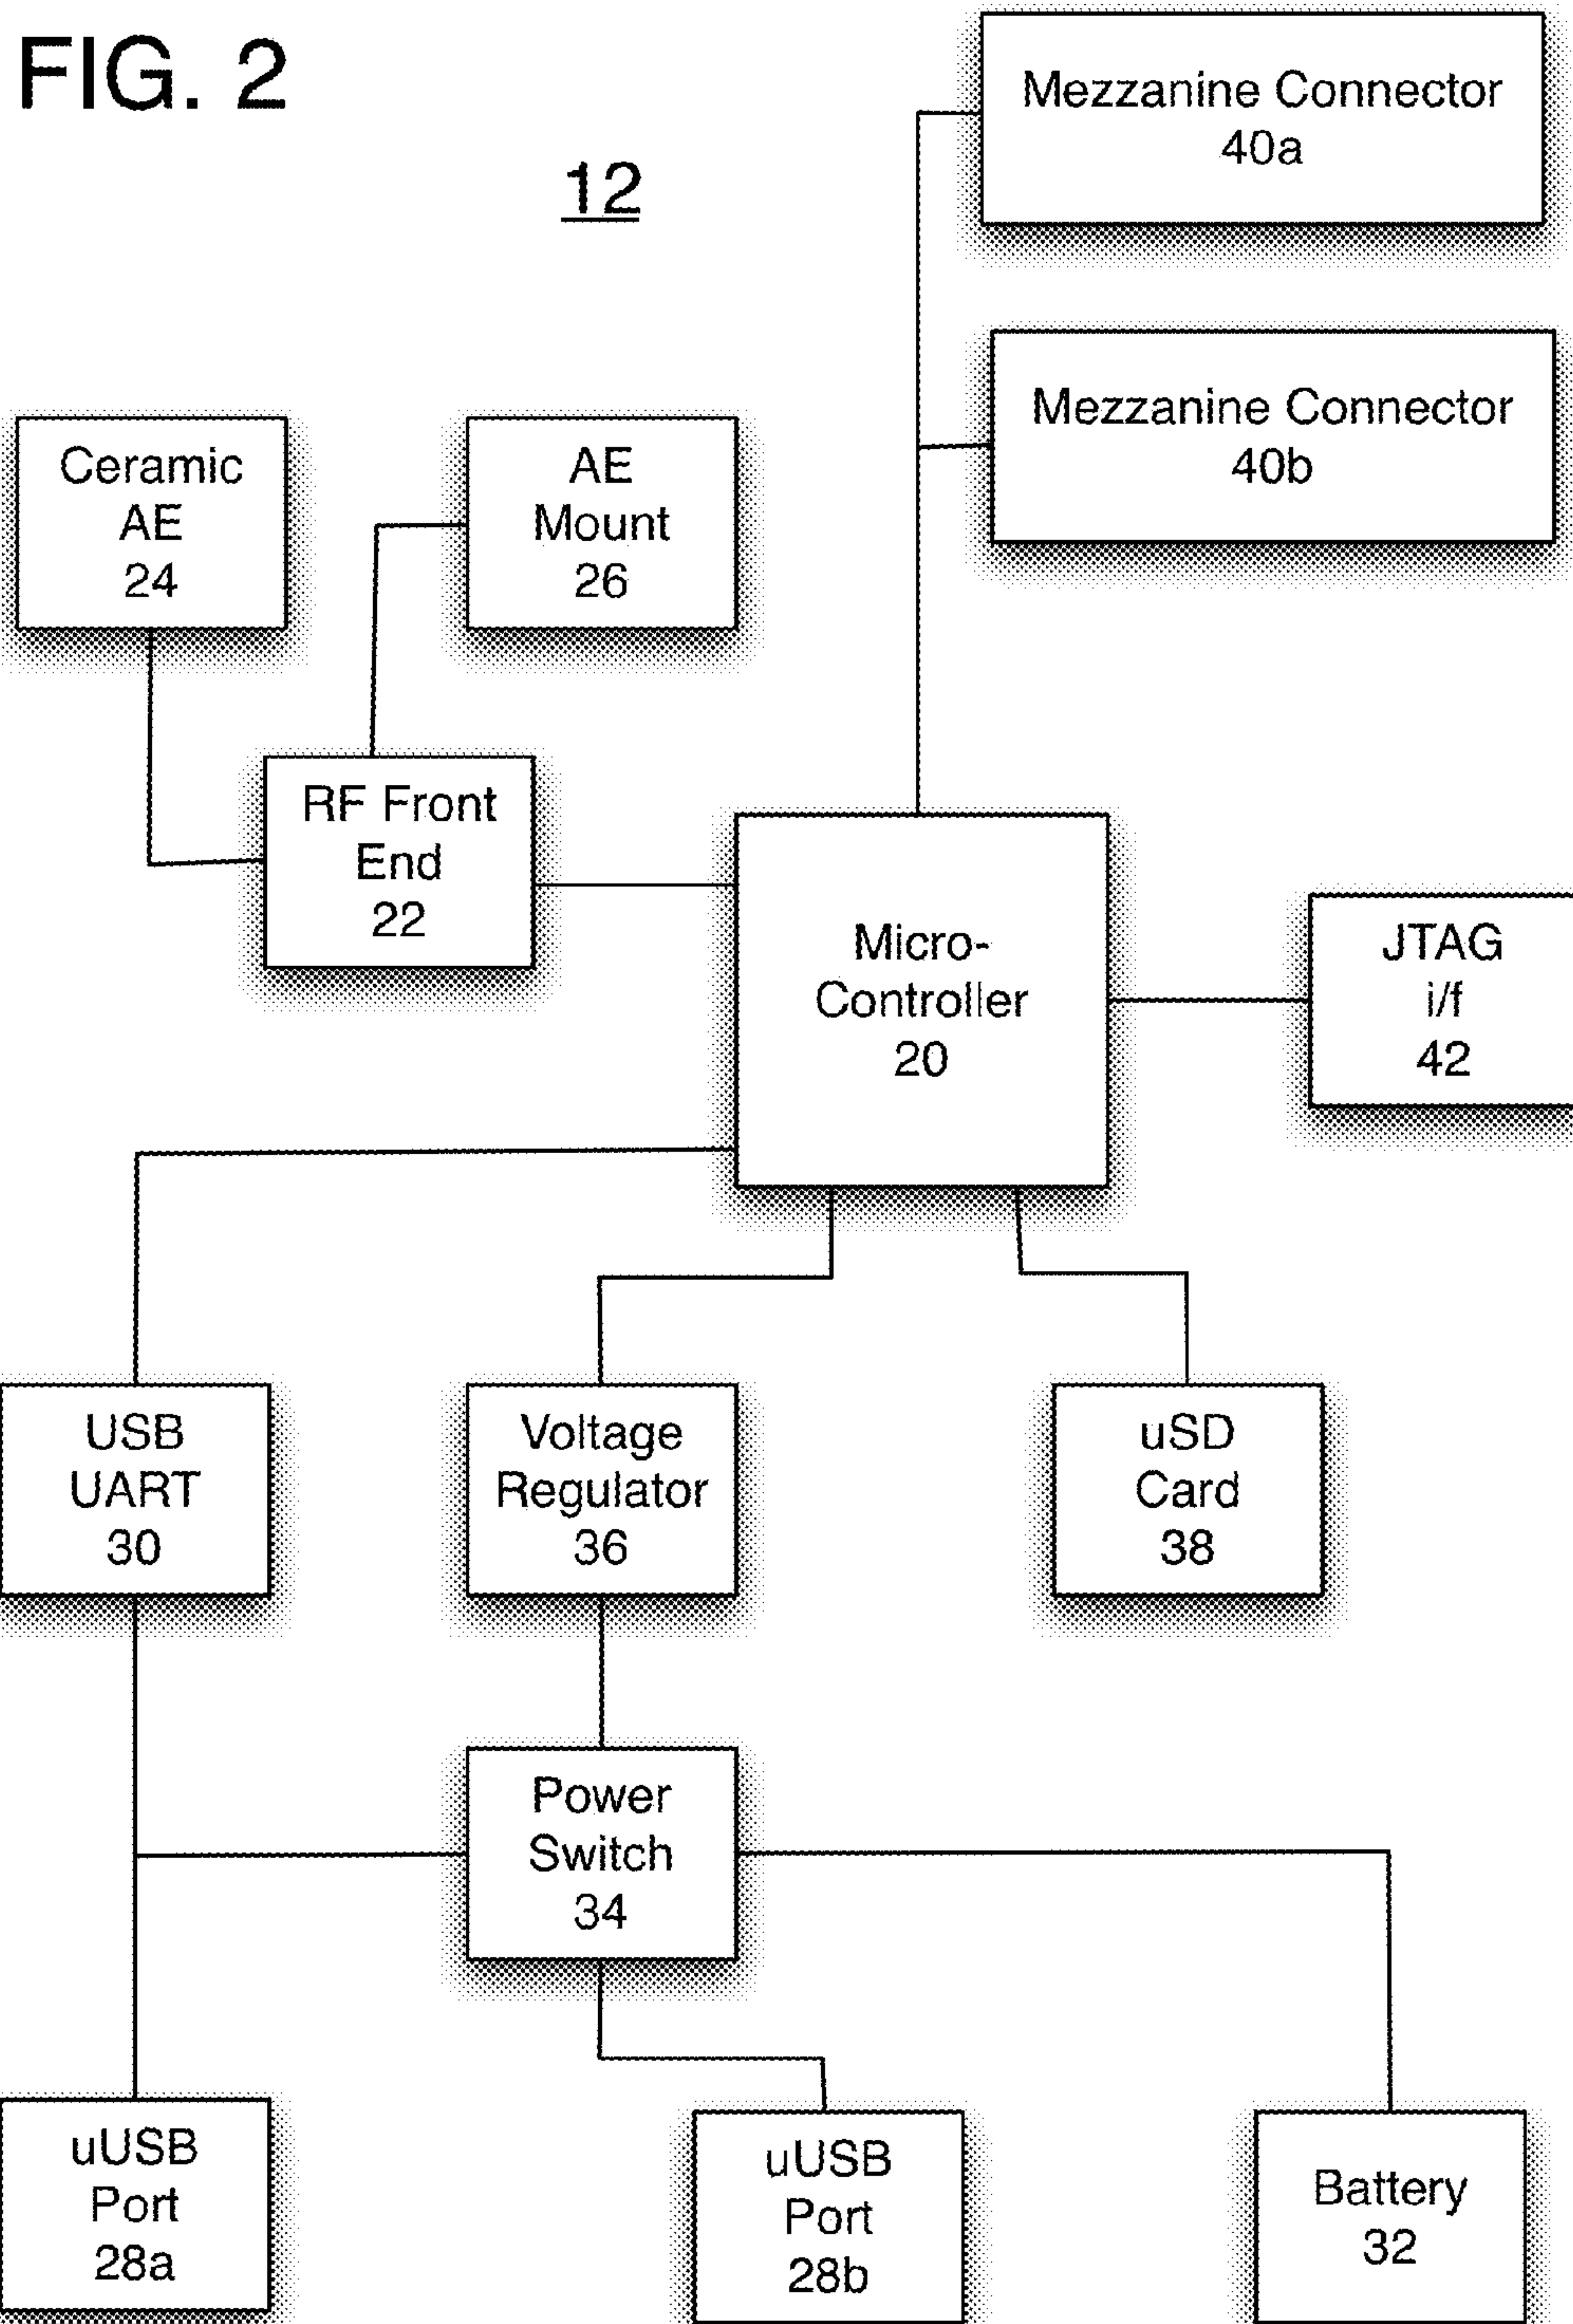 FIG. 2
12
Mezzanine Connector
40a
Mezzanine Connector
40b
Ceramic
AE
24
AE
Mount
26
RF Front
End
22
Micro-
Controller
20
JTAG
i/f
42
USB
UART
30
Voltage
Regulator
36
uSD
Card
38
Power
Switch
34
uUSB
Port
28a
uUSB
Port
28b
Battery
32